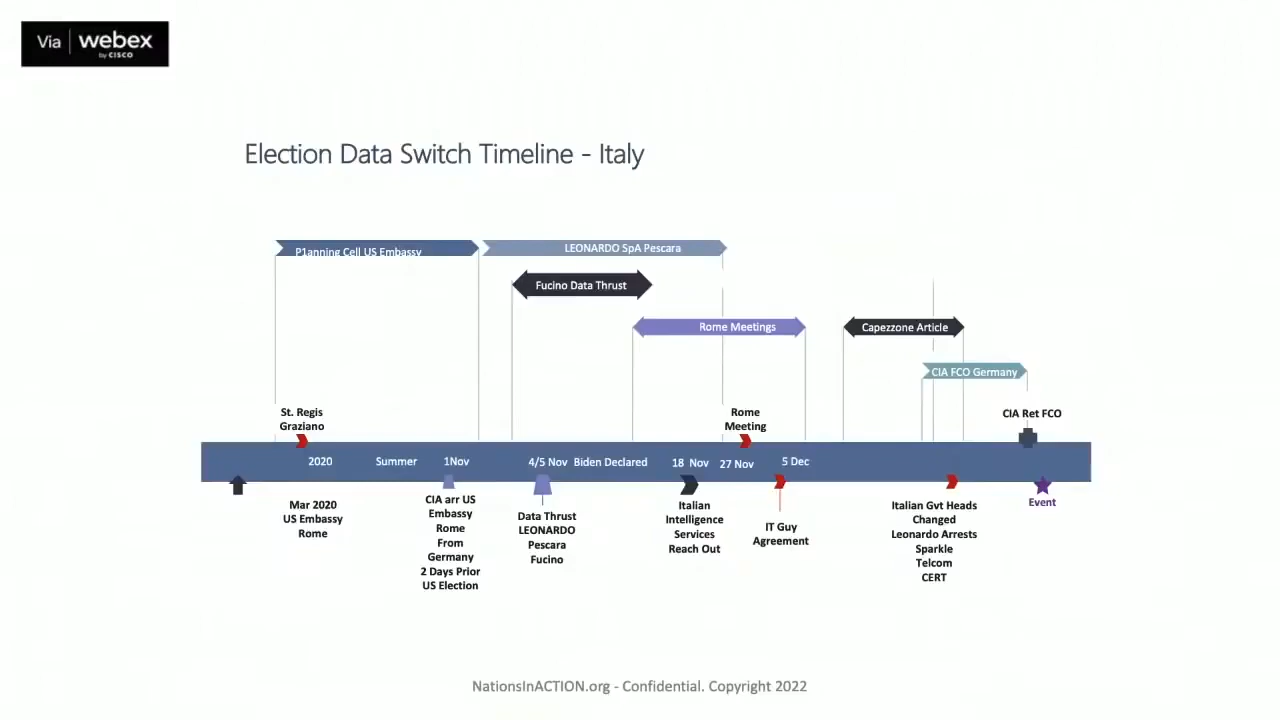 Via webex
by CISCO
Election Data Switch Timeline - Italy
P1anning Cell US Embassy
LEONARDO SpA Pescara
Fucino Data Thrust
Rome Meetings
Capezzone Article
CIA FCO Germany
St. Regis
Graziano
Rome
Meeting
CIA Ret FCO
2020 Summer 1Nov 4/5 Nov Biden Declared 18 Nov 27 Nov 5 Dec
Mar 2020
US Embassy
Rome
CIA arr US
Embassy
Rome
From
Germany
2 Days Prior
US Election
Data Thrust
LEONARDO
Pescara
Fucino
Italian
Intelligence
Services
Reach Out
IT Guy
Agreement
Italian Gvt Heads
Changed
Leonardo Arrests
Sparkle
Telcom
CERT
Event
NationsInACTION.org - Confidential. Copyright 2022